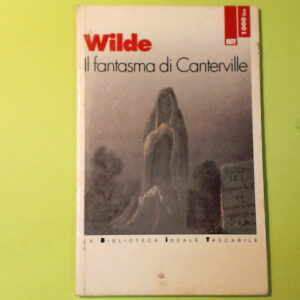 Wilde
1000 lire
Il fantasma di Canterville
LA BIBLIOTECA IDEALE TASCABILE